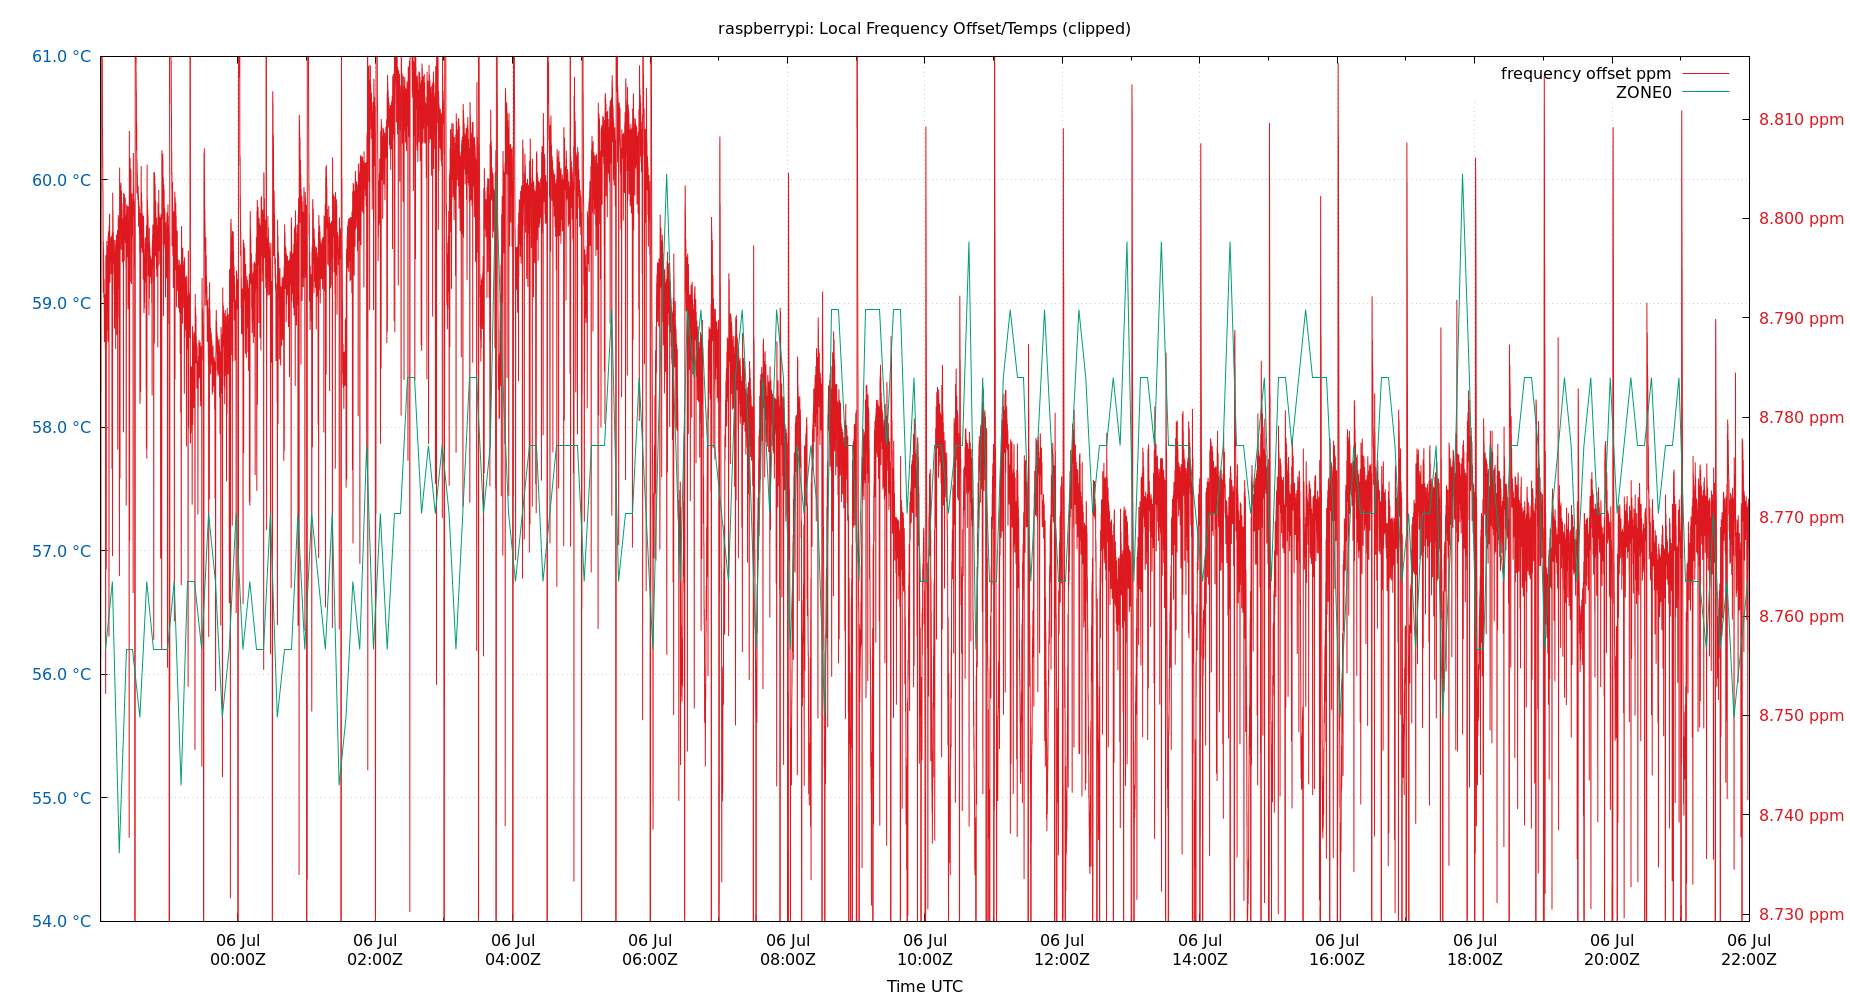 raspberrypi: Local Frequency Offset/Temps (clipped)
frequency offset ppm
ZONE0
61.0 °C
60.0 °C
59.0 °C
58.0 °C
57.0 °C
56.0 °C
55.0 °C
54.0 °C
8.810 ppm
8.800 ppm
8.790 ppm
8.780 ppm
8.770 ppm
8.760 ppm
8.750 ppm
8.740 ppm
8.730 ppm
06 Jul 06 Jul 06 Jul 06 Jul 06 Jul 06 Jul 06 Jul 06 Jul 06 Jul 06 Jul 06 Jul 06 Jul
00:00Z 02:00Z 04:00Z 06:00Z 08:00Z 10:00Z 12:00Z 14:00Z 16:00Z 18:00Z 20:00Z 22:00Z
Time UTC